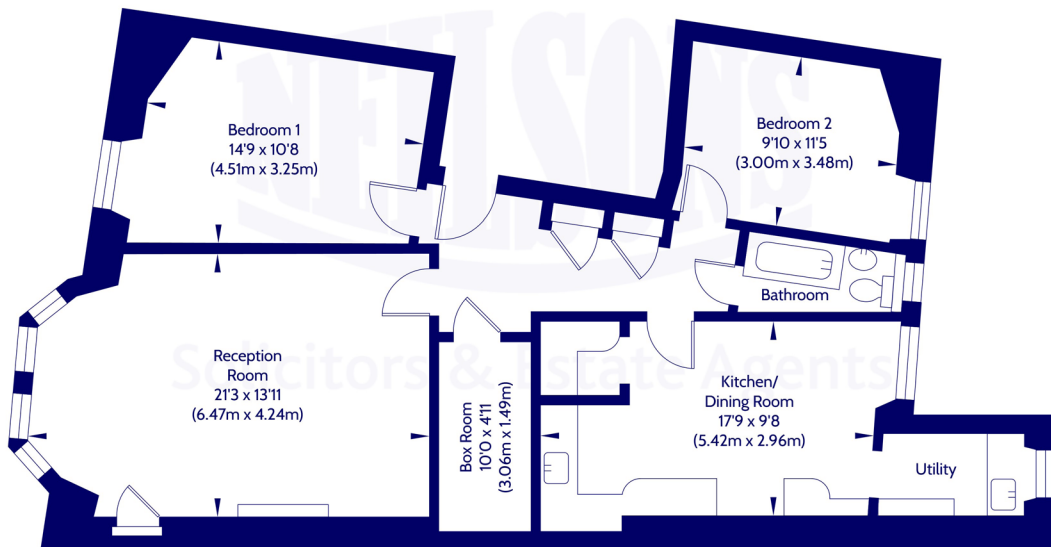 NEILSONS
Solicitors & Estate Agents
Bedroom 1
14'9 x 10'8
(4.51m x 3.25m)
Bedroom 2
9'10 x 11'5
(3.00m x 3.48m)
Bathroom
Reception
Room
21'3 x 13'11
(6.47m x 4.24m)
Box Room
10'0 x 4'11
(3.06m x 1.49m)
Kitchen/
Dining Room
17'9 x 9'8
(5.42m x 2.96m)
Utility